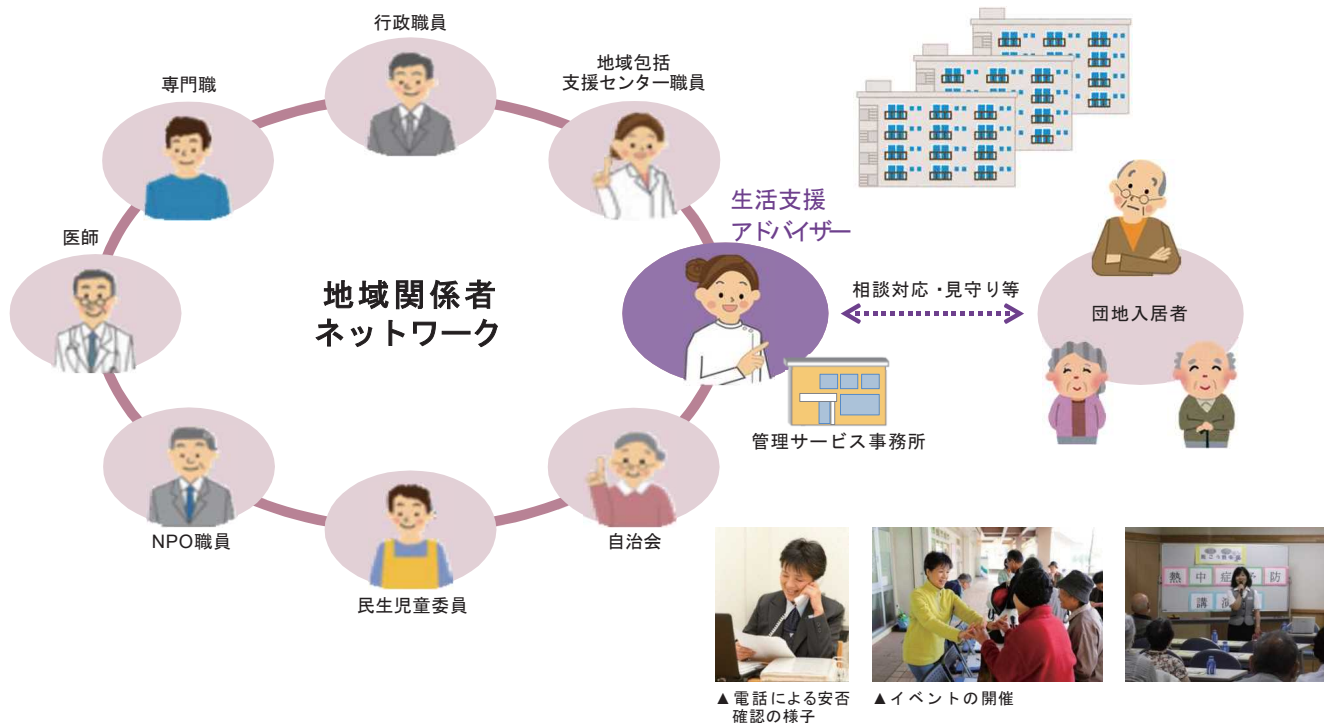 行政職員
地域包括
支援センター職員
専門職
医師
生活支援
アドバイザー
地域関係者
ネットワーク
相談対応・見守り等
団地入居者
管理サービス事務所
NPO職員
民生児童委員
自治会
熱中症予防
講演
▲電話による安否
確認の様子
▲イベントの開催